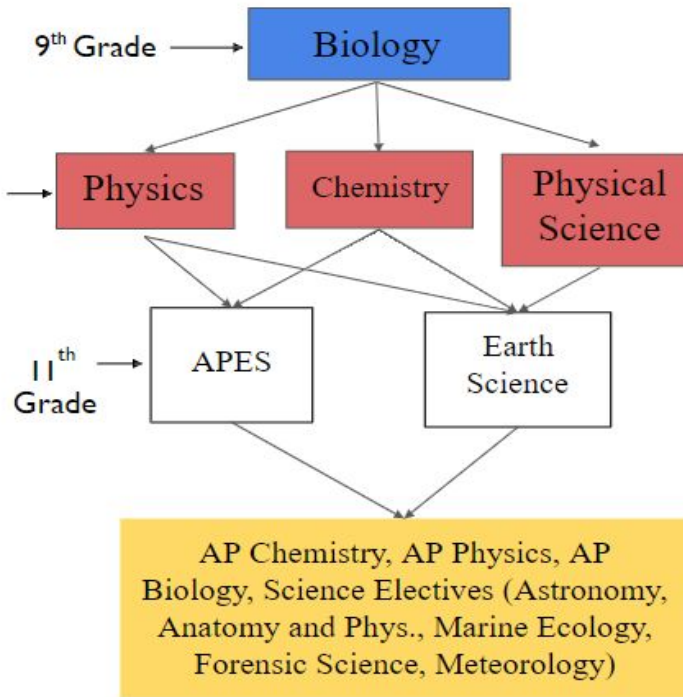 9th Grade
Biology
Physics
Chemistry
Physical
Science
11th
Grade
APES
Earth
Science
AP Chemistry, AP Physics, AP
Biology, Science Electives (Astronomy,
Anatomy and Phys., Marine Ecology,
Forensic Science, Meteorology)